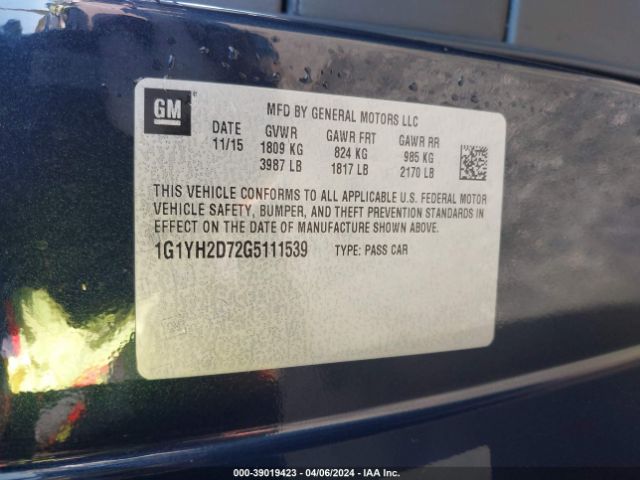 GM
MFD BY GENERAL MOTORS LLC
DATE GVWR GAWR FRT GAWR RR
11/15 1809 KG 824 KG 985 KG
3987 LB 1817 LB 2170 LB
THIS VEHICLE CONFORMS TO ALL APPLICABLE U.S. FEDERAL MOTOR
VEHICLE SAFETY, BUMPER, AND THEFT PREVENTION STANDARDS IN
EFFECT ON THE DATE OF MANUFACTURE SHOWN ABOVE.
1G1YH2D72G5111539 TYPE: PASS CAR
000-39019423 - 04/06/2024 - IAA Inc.